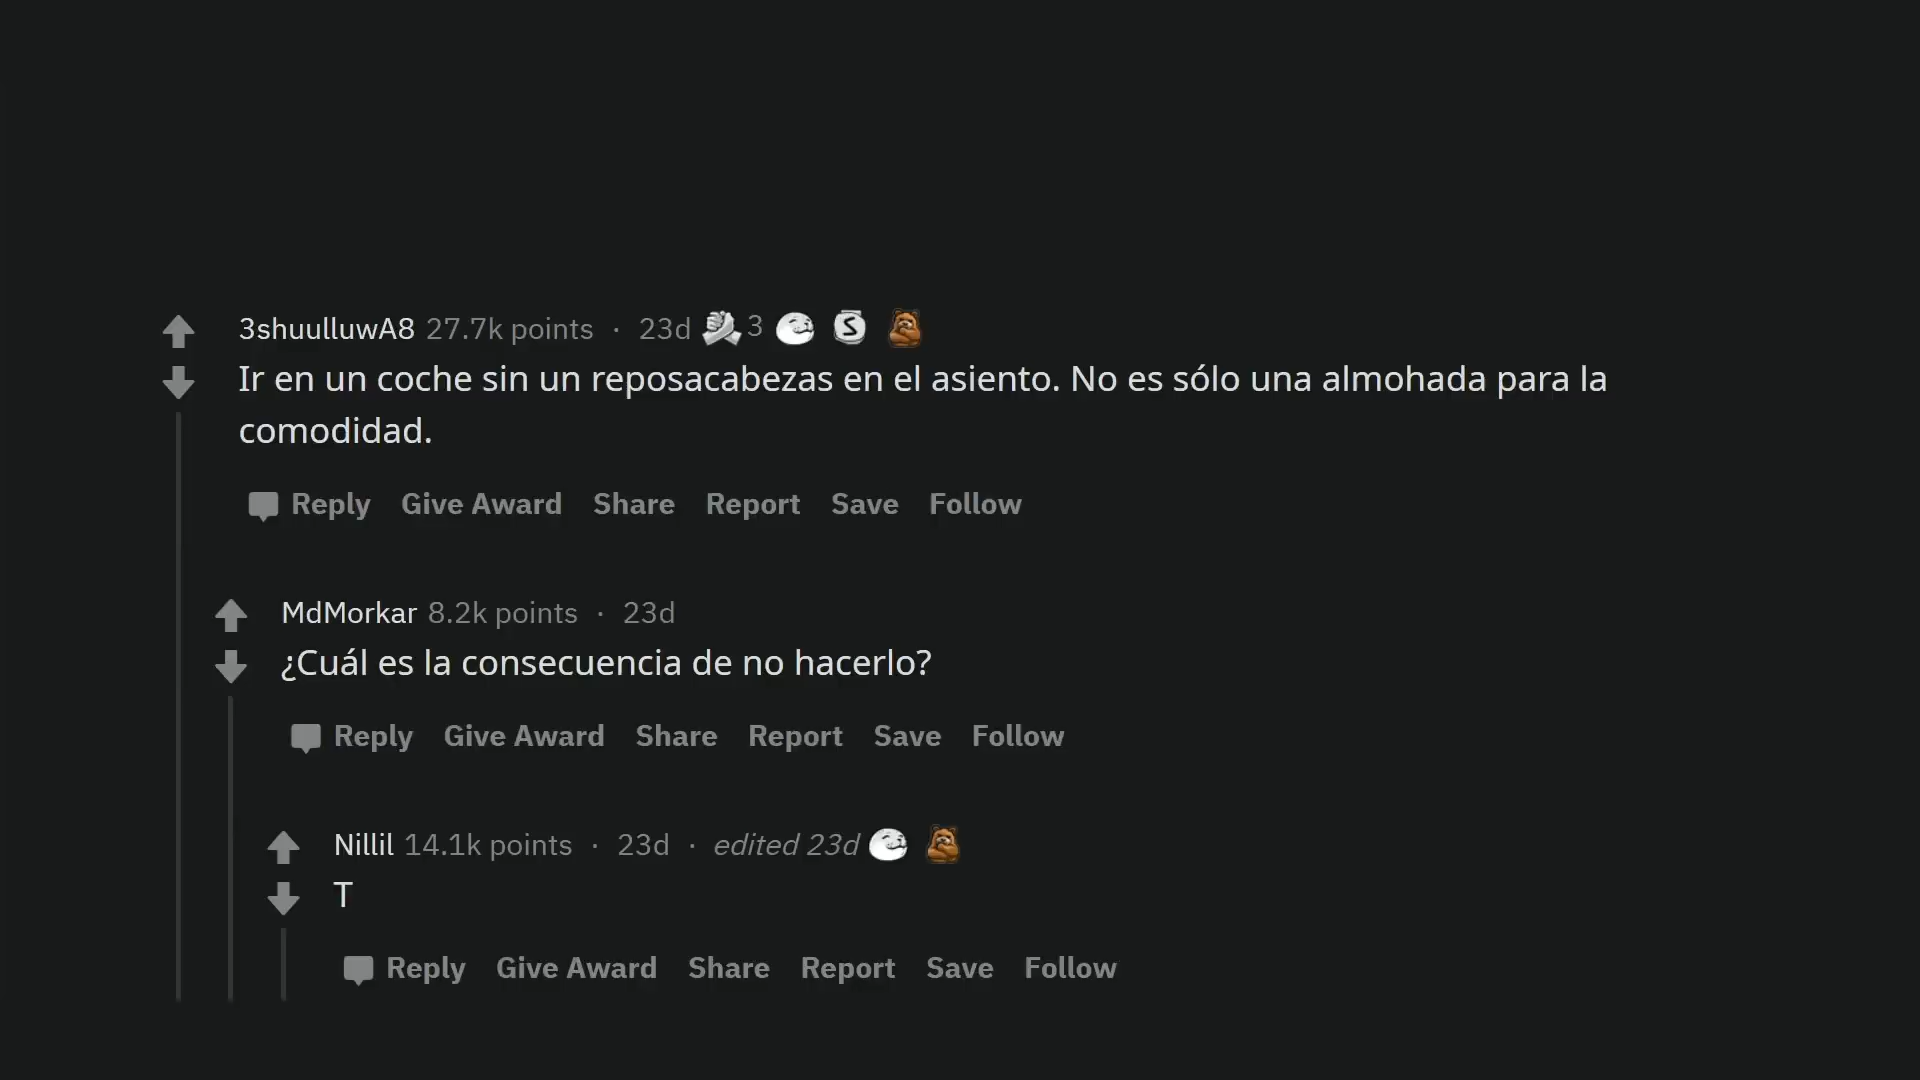 3shuulluwA8 27.7k points · 23d 3
Ir en un coche sin un reposacabezas en el asiento. No es sólo una almohada para la
comodidad.
Reply Give Award Share Report Save Follow
MdMorkar 8.2k points · 23d
¿Cuál es la consecuencia de no hacerlo?
Reply Give Award Share Report Save Follow
Nillil 14.1k points · 23d · edited 23d
T
Reply Give Award Share Report Save Follow